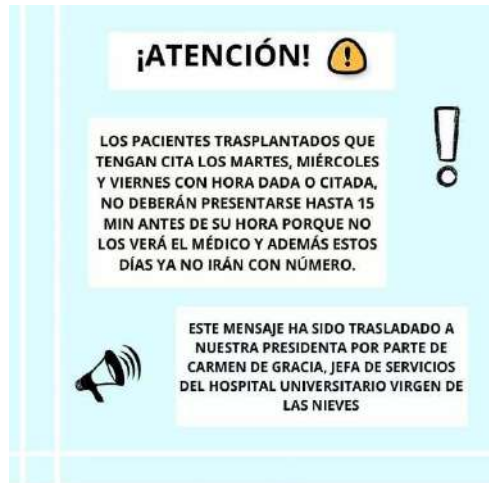 ¡ATENCIÓN!
LOS PACIENTES TRASPLANTADOS QUE
TENGAN CITA LOS MARTES, MIÉRCOLES
Y VIERNES CON HORA DADA O CITADA,
NO DEBERÁN PRESENTARSE HASTA 15
MIN ANTES DE SU HORA PORQUE NO
LOS VERÁ EL MÉDICO Y ADEMÁS ESTOS
DÍAS YA NO IRÁN CON NÚMERO.
ESTE MENSAJE HA SIDO TRASLADADO A
NUESTRA PRESIDENTA POR PARTE DE
CARMEN DE GRACIA, JEFA DE SERVICIOS
DEL HOSPITAL UNIVERSITARIO VIRGEN DE
LAS NIEVES